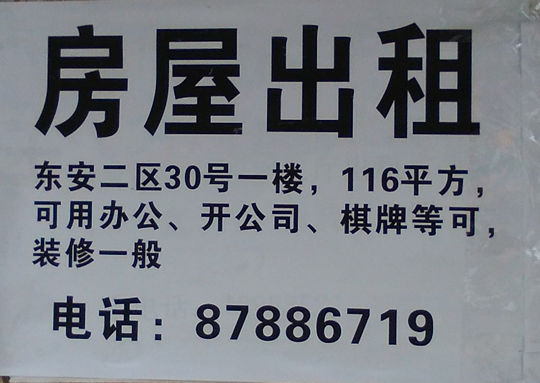 房屋出租
东安二区30号一楼，116平方，
可用办公、开公司、棋牌等可，
装修一般
电话：87886719